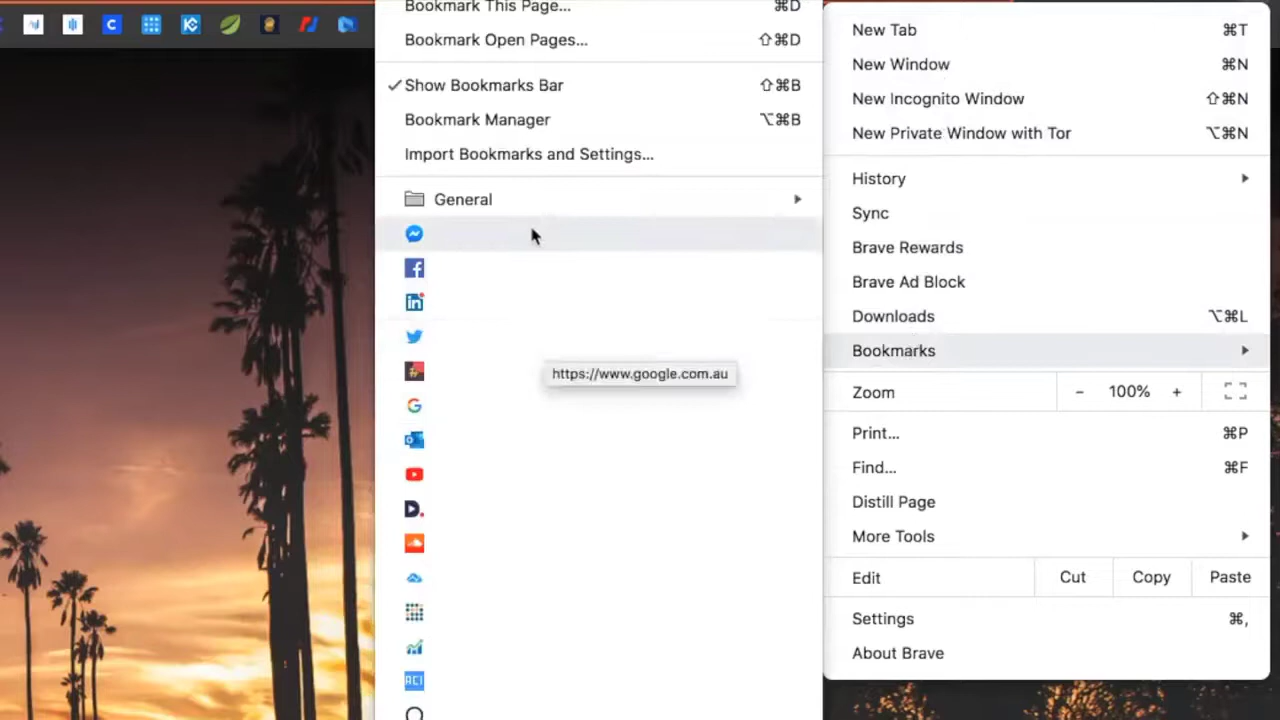 Bookmark This Page... ⌘D
Bookmark Open Pages... ⇧⌘D
Show Bookmarks Bar ⇧⌘B
Bookmark Manager ⌥⌘B
Import Bookmarks and Settings...
General
https://www.google.com.au
New Tab ⌘T
New Window ⌘N
New Incognito Window ⇧⌘N
New Private Window with Tor ⌥⌘N
History
Sync
Brave Rewards
Brave Ad Block
Downloads ⌥⌘L
Bookmarks
Zoom - 100% +
Print... ⌘P
Find... ⌘F
Distill Page
More Tools
Edit Cut Copy Paste
Settings ⌘,
About Brave